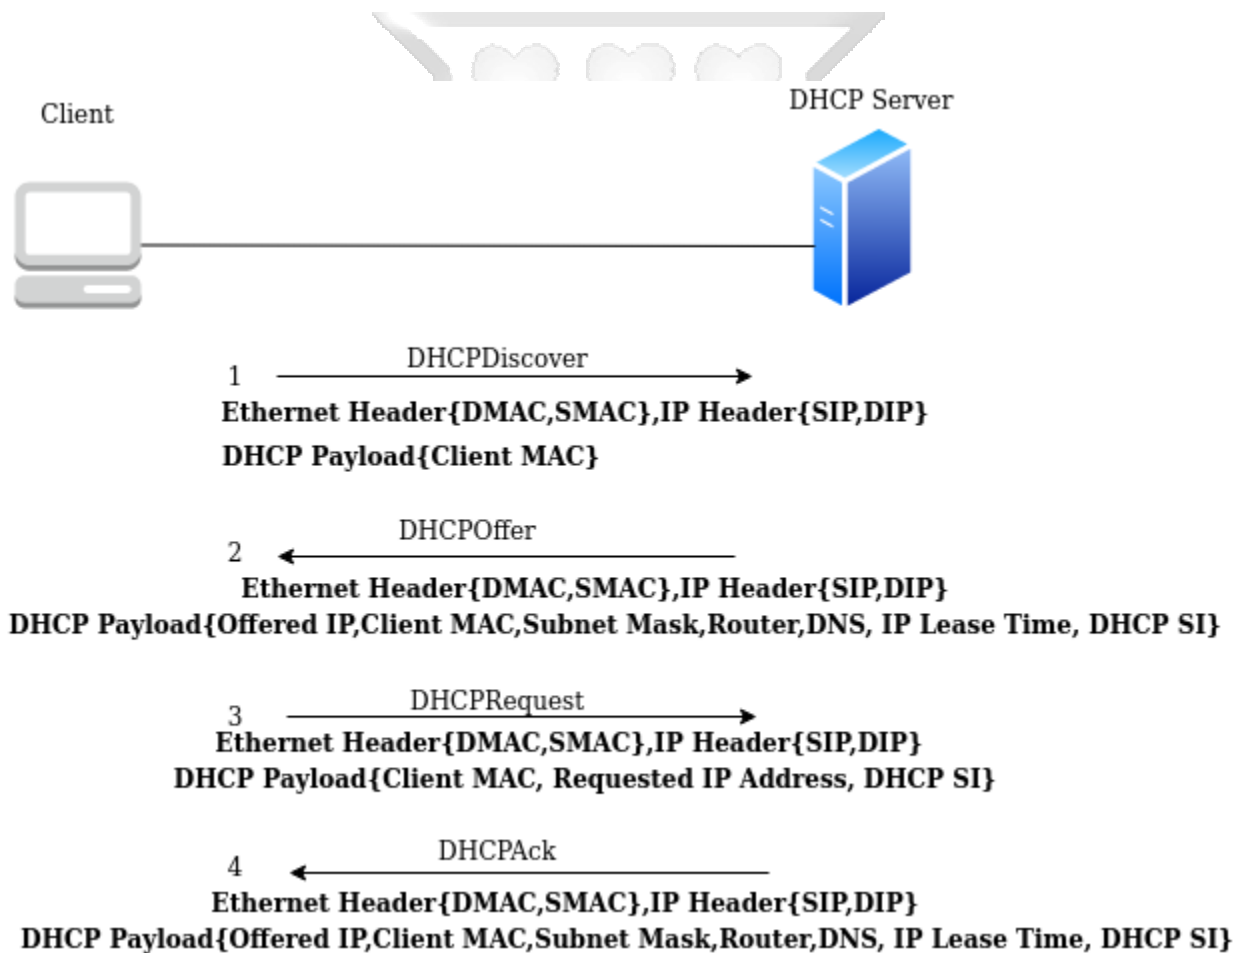 Client
DHCP Server
1
DHCPDiscover
Ethernet Header{DMAC,SMAC},IP Header{SIP,DIP}
DHCP Payload{Client MAC}
2
DHCPOffer
Ethernet Header{DMAC,SMAC},IP Header{SIP,DIP}
DHCP Payload{Offered IP,Client MAC,Subnet Mask,Router,DNS, IP Lease Time, DHCP SI}
3
DHCPRequest
Ethernet Header{DMAC,SMAC},IP Header{SIP,DIP}
DHCP Payload{Client MAC, Requested IP Address, DHCP SI}
4
DHCPAck
Ethernet Header{DMAC,SMAC},IP Header{SIP,DIP}
DHCP Payload{Offered IP,Client MAC,Subnet Mask,Router,DNS, IP Lease Time, DHCP SI}